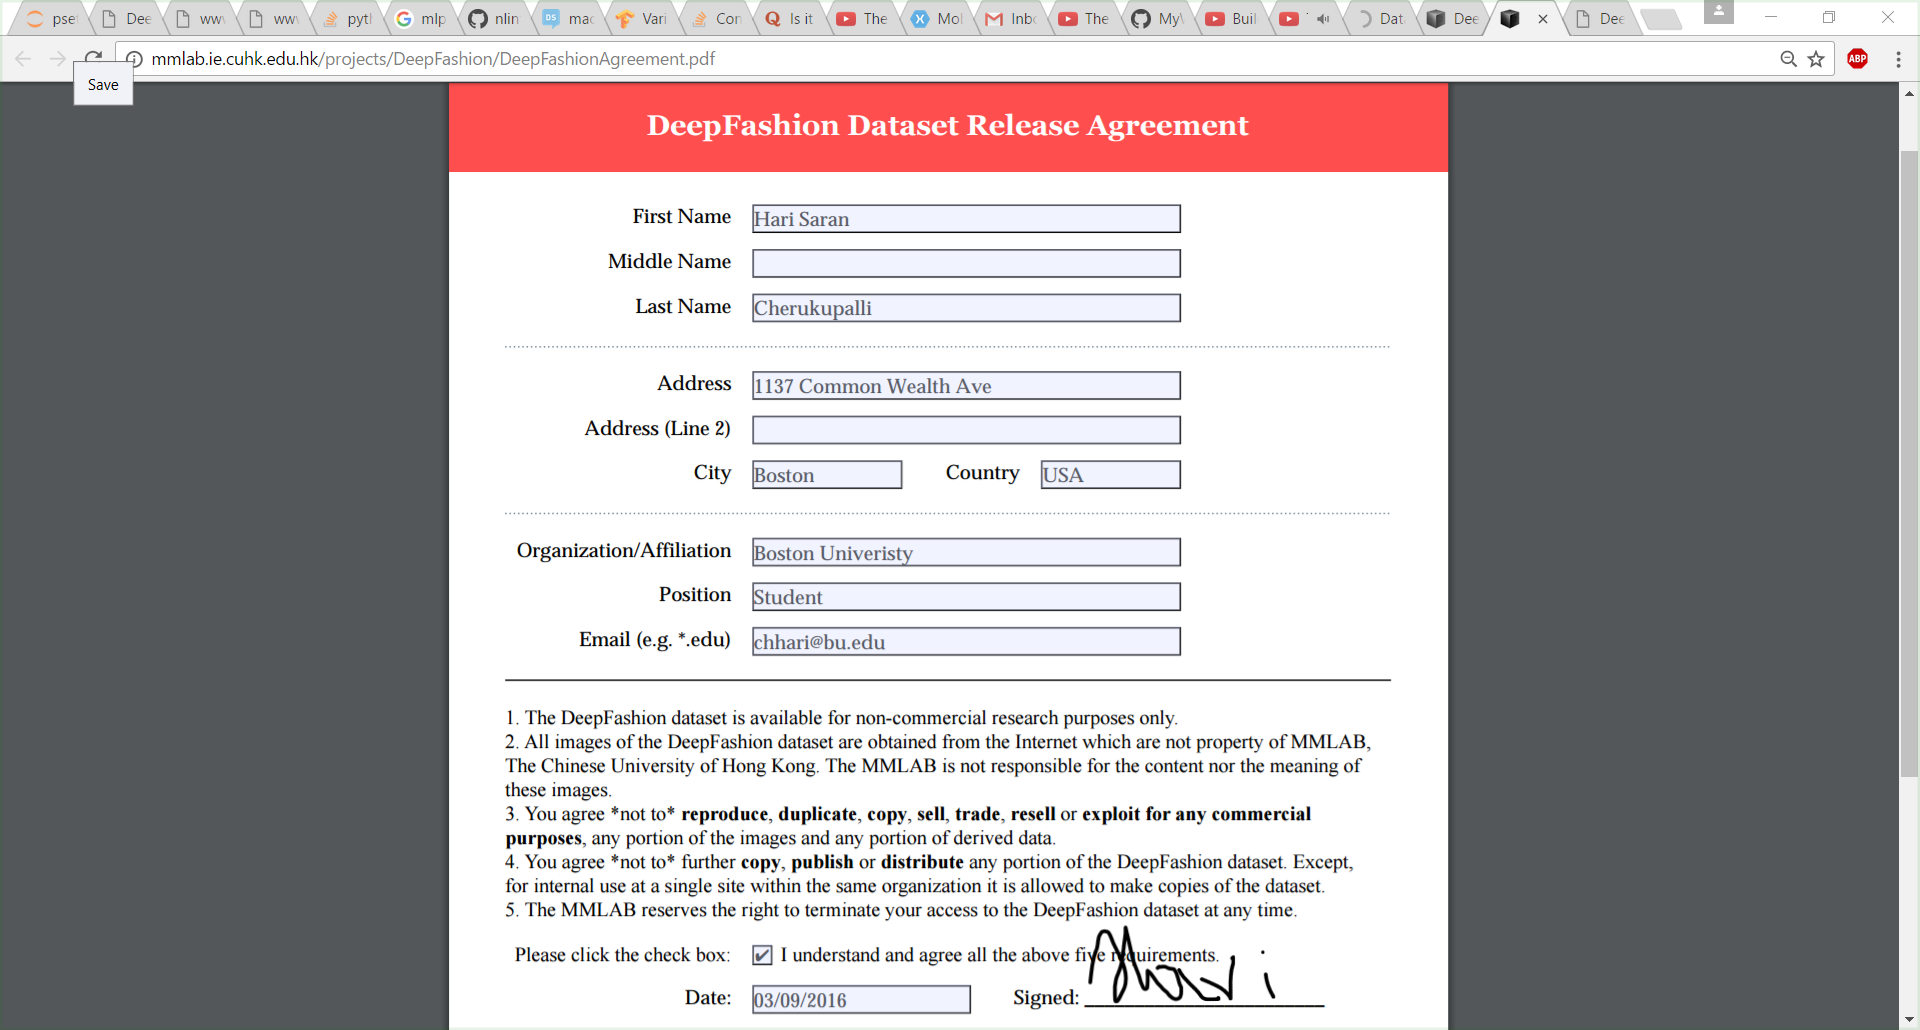 pse
Dee
www
www
pytl
mlp
nlin
DS mac
Vari
Con
Is it
The
Mol
Inb
The
My
Buil
Dat
Dee
Dee
mmlab.ie.cuhk.edu.hk/projects/DeepFashion/DeepFashionAgreement.pdf
ABP
Save
DeepFashion Dataset Release Agreement
First Name Hari Saran
Middle Name
Last Name Cherukupalli
Address 1137 Common Wealth Ave
Address (Line 2)
City Boston Country USA
Organization/Affiliation Boston Univeristy
Position Student
Email (e.g. *.edu) chhari@bu.edu
1. The DeepFashion dataset is available for non-commercial research purposes only.
2. All images of the DeepFashion dataset are obtained from the Internet which are not property of MMLAB,
The Chinese University of Hong Kong. The MMLAB is not responsible for the content nor the meaning of
these images.
3. You agree *not to* reproduce, duplicate, copy, sell, trade, resell or exploit for any commercial
purposes, any portion of the images and any portion of derived data.
4. You agree *not to* further copy, publish or distribute any portion of the DeepFashion dataset. Except,
for internal use at a single site within the same organization it is allowed to make copies of the dataset.
5. The MMLAB reserves the right to terminate your access to the DeepFashion dataset at any time.
Please click the check box: I understand and agree all the above five requirements.
Date: 03/09/2016 Signed: Hari